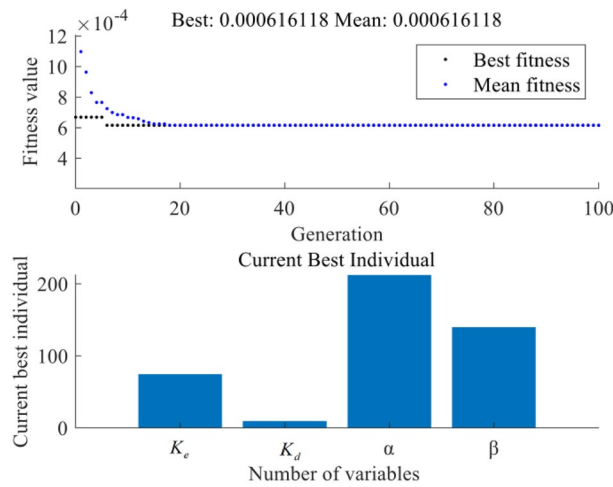 ×10⁻⁴ Best: 0.000616118 Mean: 0.000616118
12
10
8
6
4
Fitness value
Best fitness
Mean fitness
0 20 40 60 80 100
Generation
Current Best Individual
200
100
0
Current best individual
Kₑ K_d α β
Number of variables